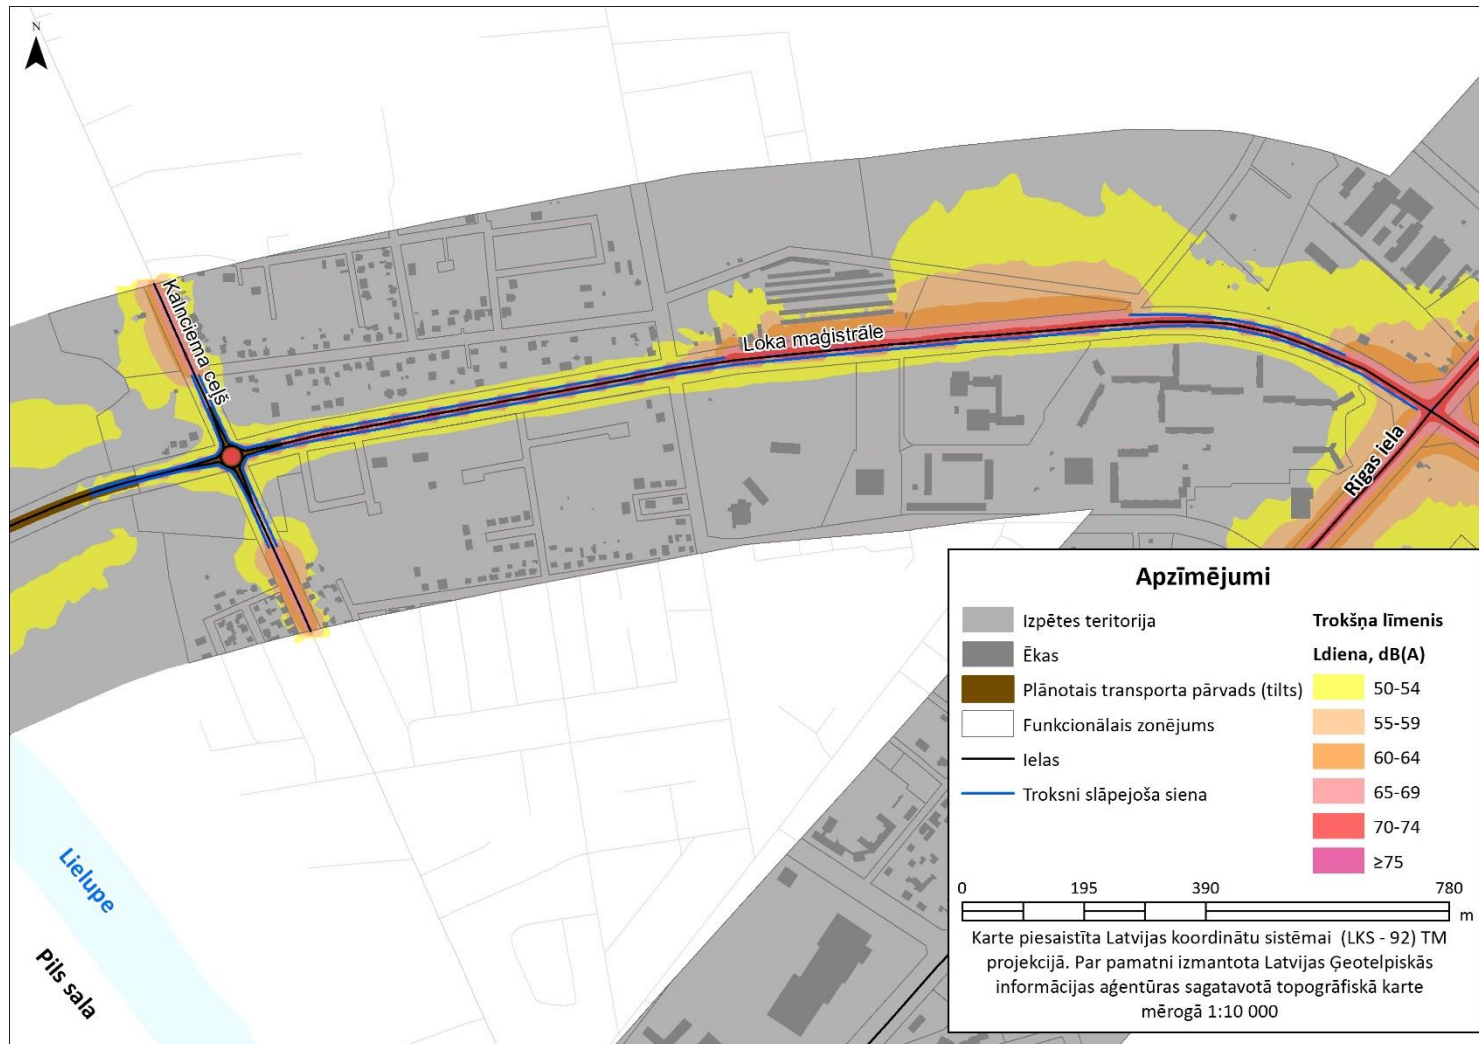 N
Kalnciema ceļš
Loka maģistrāle
Rīgas iela
Lielupe
Pils sala
Apzīmējumi
Izpētes teritorija
Ēkas
Plānotais transporta pārvads (tilts)
Funkcionālais zonējums
Ielas
Troksni slāpejoša siena
Trokšņa līmenis
Ldiena, dB(A)
50-54
55-59
60-64
65-69
70-74
≥75
0 195 390 780
m
Karte piesaistīta Latvijas koordinātu sistēmai (LKS - 92) TM
projekcijā. Par pamatni izmantota Latvijas Ģeotelpiskās
informācijas aģentūras sagatavotā topogrāfiskā karte
mērogā 1:10 000